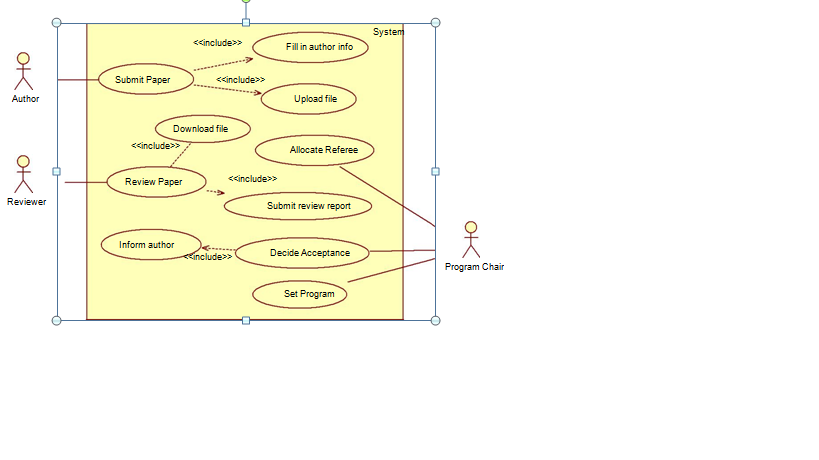 System
<<include>>
Fill in author info
Submit Paper
<<include>>
Author
Upload file
Download file
<<include>>
Allocate Referee
Review Paper
<<include>>
Reviewer
Submit review report
Inform author
Decide Acceptance
<<include>>
Program Chair
Set Program